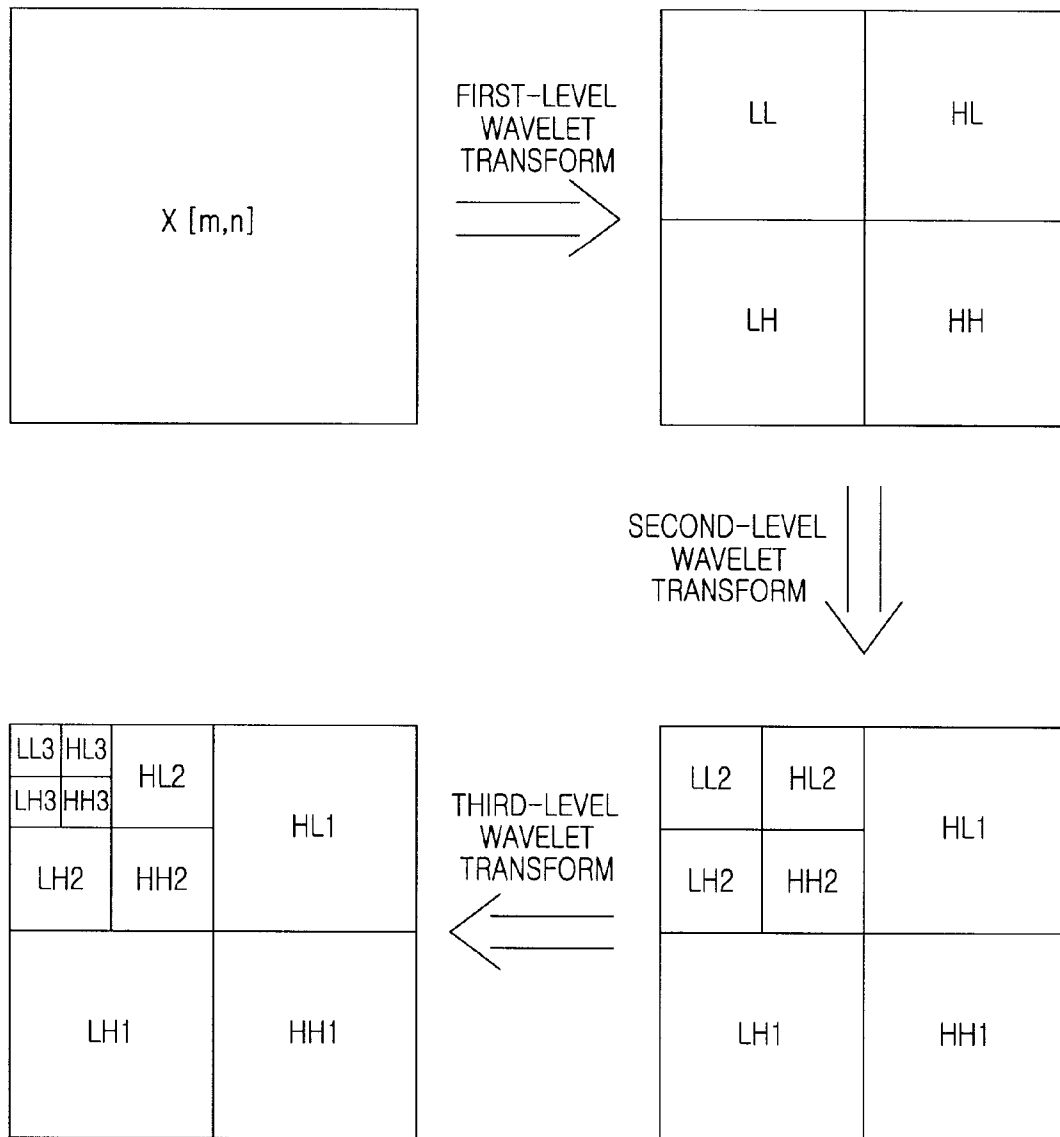 X [m,n]
FIRST-LEVEL
WAVELET
TRANSFORM
LL HL
LH HH
SECOND-LEVEL
WAVELET
TRANSFORM
LL3 HL3
LH3 HH3
HL2
HL1
LH2 HH2
LH1 HH1
THIRD-LEVEL
WAVELET
TRANSFORM
LL2 HL2
HL1
LH2 HH2
LH1 HH1